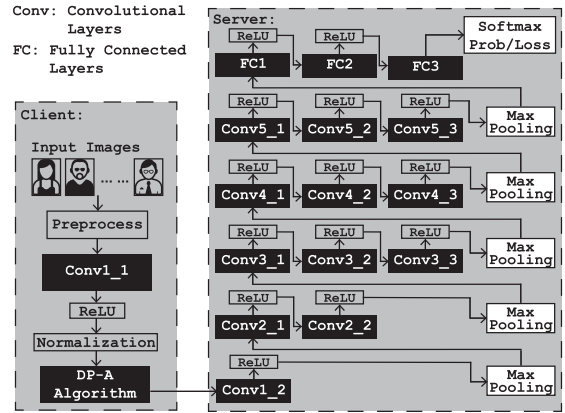 Conv: Convolutional
Layers
FC: Fully Connected
Layers
Client:
Input Images
... ...
Preprocess
Conv1_1
ReLU
Normalization
DP-A
Algorithm
Server:
ReLU ReLU Softmax
Prob/Loss
FC1 FC2 FC3
ReLU ReLU ReLU Max
Pooling
Conv5_1 Conv5_2 Conv5_3
ReLU ReLU ReLU Max
Pooling
Conv4_1 Conv4_2 Conv4_3
ReLU ReLU ReLU Max
Pooling
Conv3_1 Conv3_2 Conv3_3
ReLU ReLU Max
Pooling
Conv2_1 Conv2_2
ReLU Max
Pooling
Conv1_2